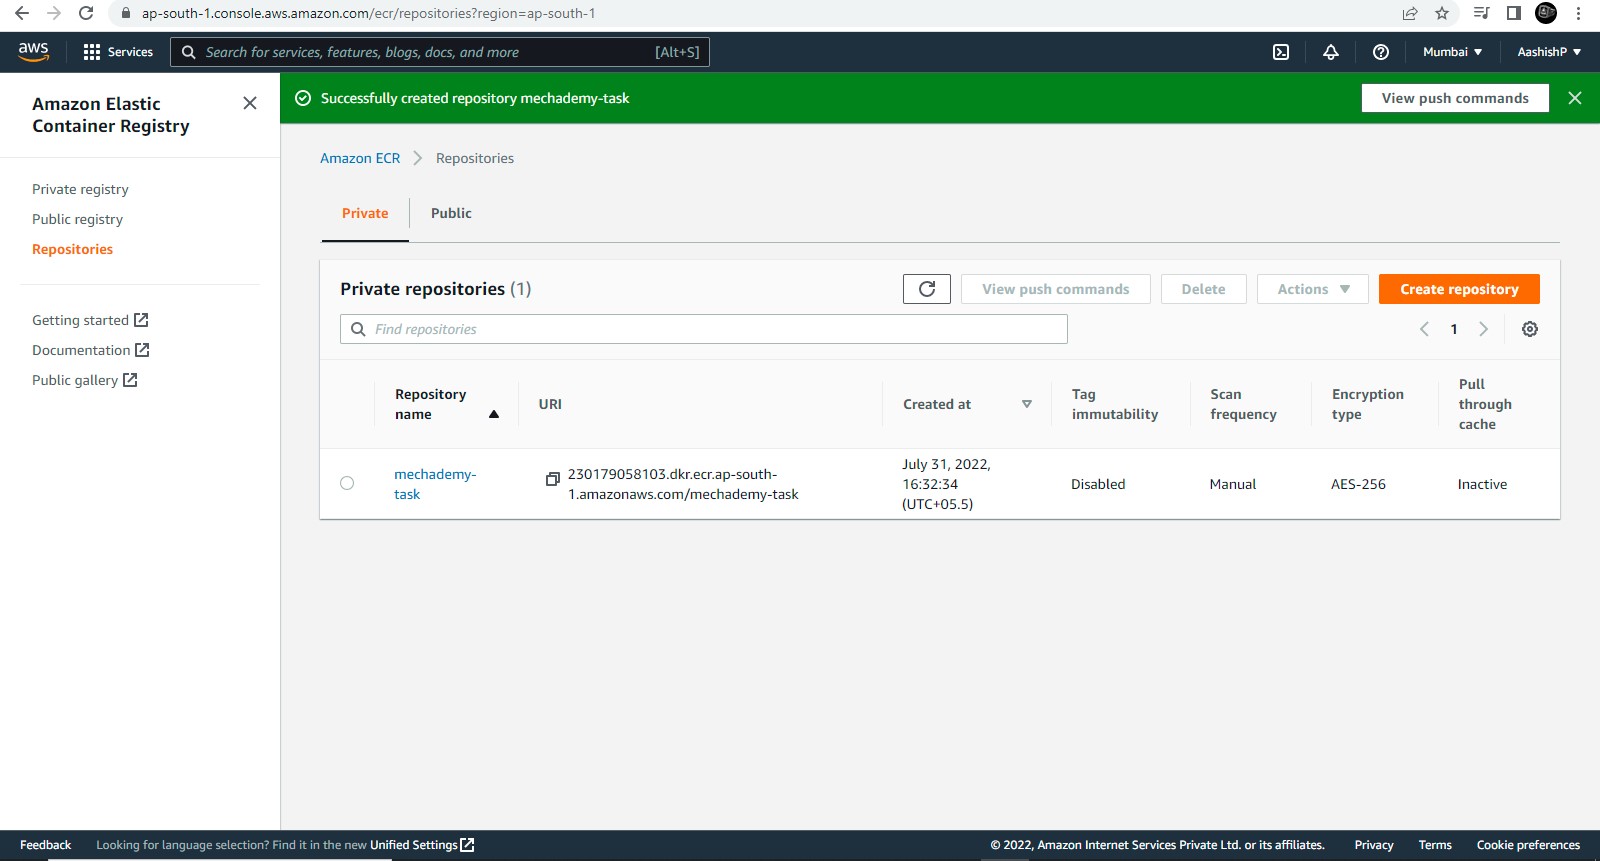 ap-south-1.console.aws.amazon.com/ecr/repositories?region=ap-south-1
aws
Services
Search for services, features, blogs, docs, and more
[Alt+S]
Mumbai
AashishP
Amazon Elastic
Container Registry
Private registry
Public registry
Repositories
Getting started
Documentation
Public gallery
Successfully created repository mechademy-task
View push commands
Amazon ECR
Repositories
Private
Public
Private repositories (1)
View push commands
Delete
Actions
Create repository
Find repositories
1
Repository
name
URI
Created at
Tag
immutability
Scan
frequency
Encryption
type
Pull
through
cache
mechademy-
task
230179058103.dkr.ecr.ap-south-
1.amazonaws.com/mechademy-task
July 31, 2022,
16:32:34
(UTC+05.5)
Disabled
Manual
AES-256
Inactive
Feedback
Looking for language selection? Find it in the new Unified Settings
© 2022, Amazon Internet Services Private Ltd. or its affiliates.
Privacy
Terms
Cookie preferences